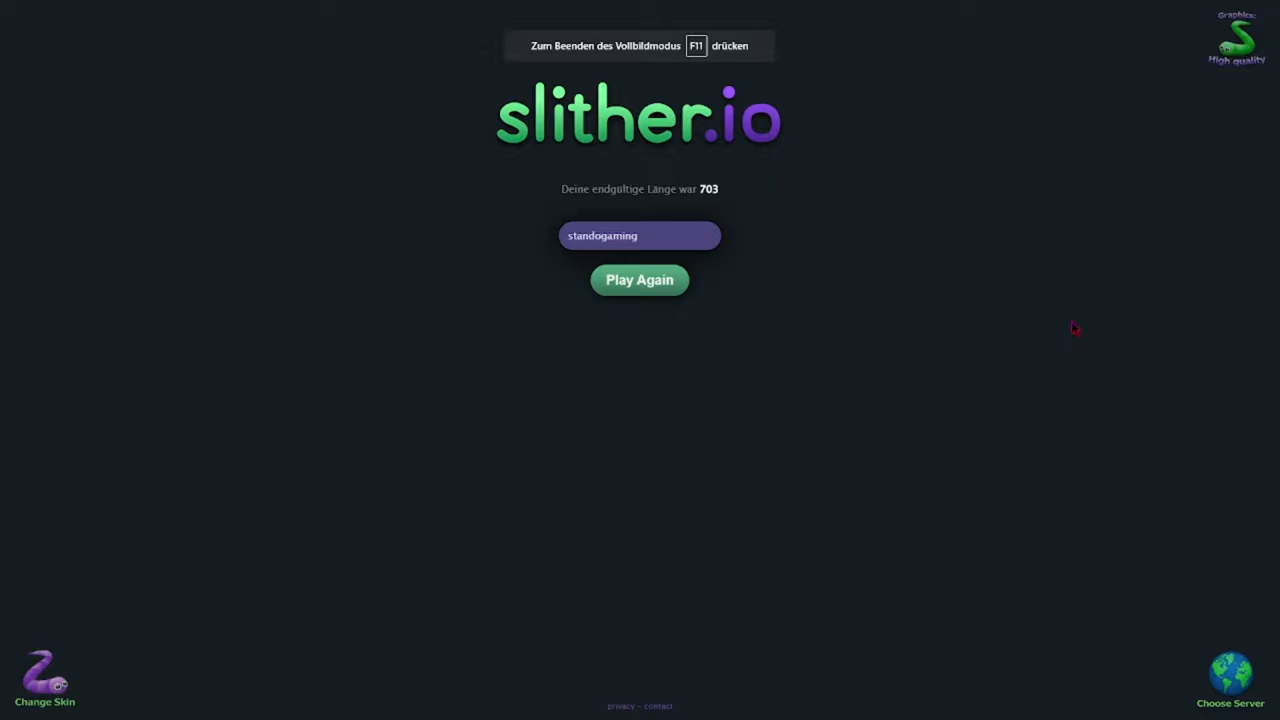 Graphics:
High quality
Zum Beenden des Vollbildmodus F11 drücken
slither.io
Deine endgültige Länge war 703
standogaming
Play Again
Change Skin
privacy - contact
Choose Server